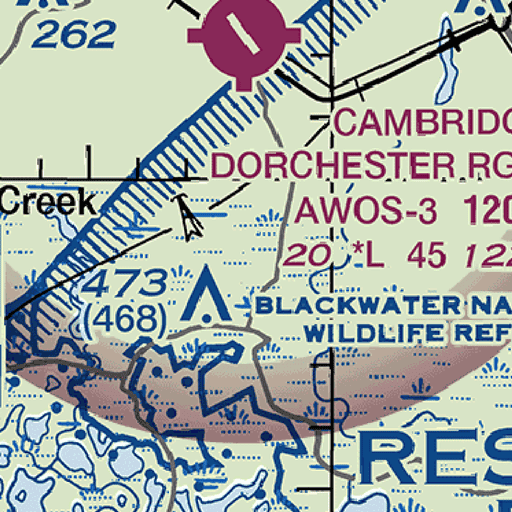 262
CAMBRIDG
DORCHESTER RG
Creek
AWOS-3 120
20 *L 45 122
473
(468)
BLACKWATER NA
WILDLIFE REF
RES